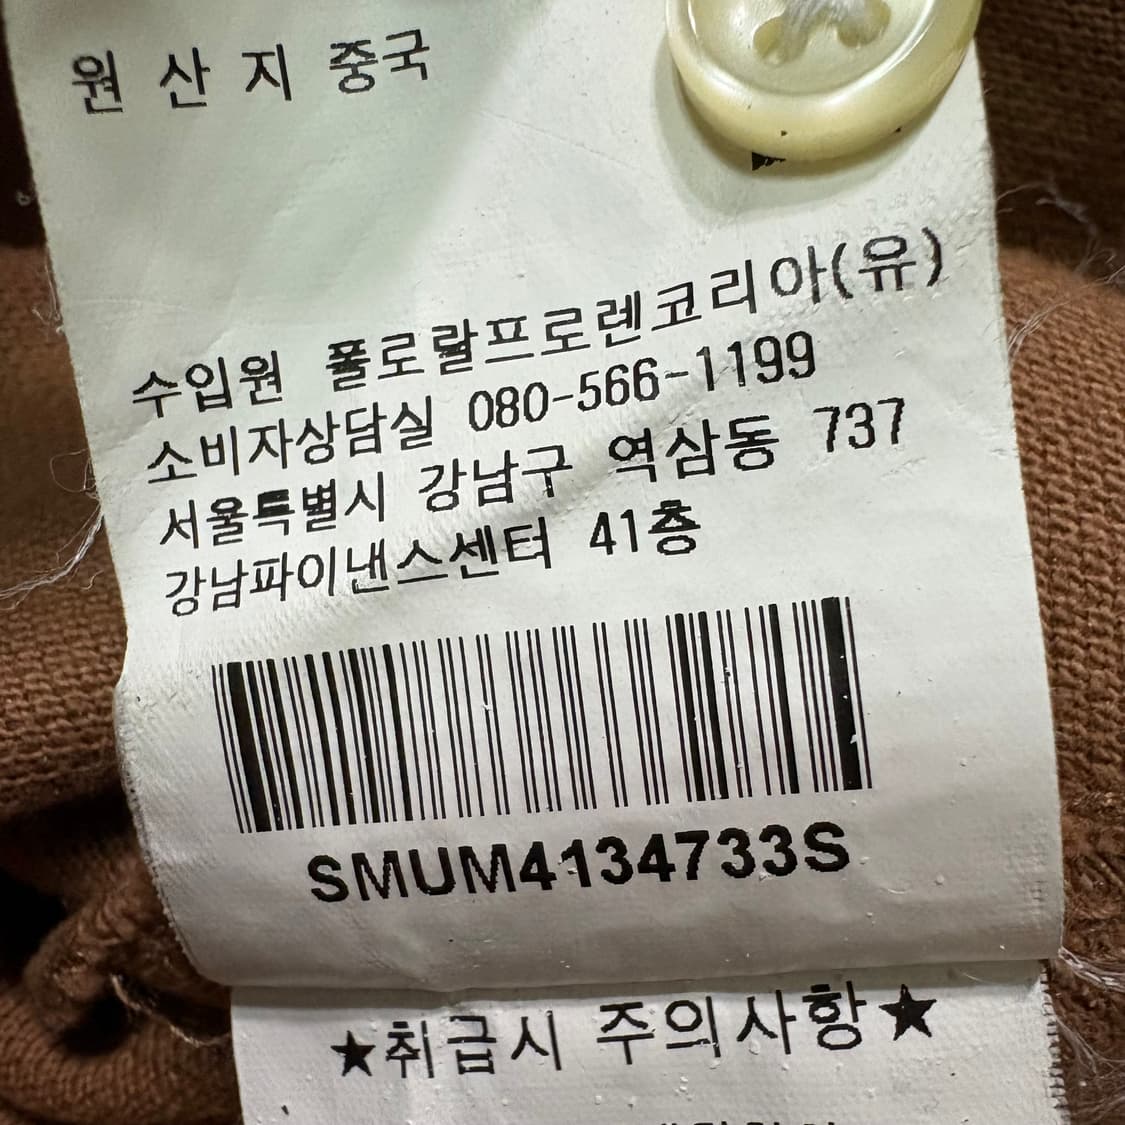 원 산 지 중국
수입원 폴로랄프로렌코리아(유)
소비자상담실 080-566-1199
서울특별시 강남구 역삼동 737
강남파이낸스센터 41층
SMUM4134733S
★취급시 주의사항★